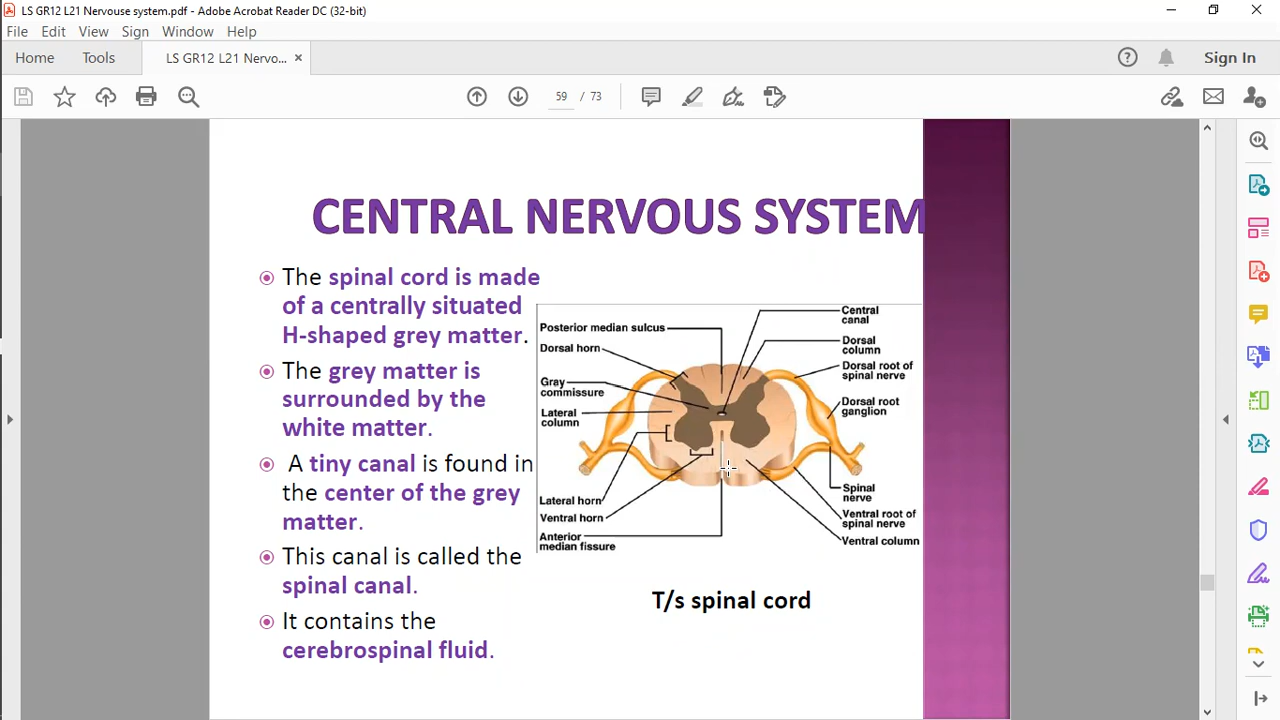 LS GR12 L21 Nervouse system.pdf - Adobe Acrobat Reader DC (32-bit)
File Edit View Sign Window Help
Home Tools LS GR12 L21 Nervo... Sign In
59 / 73
CENTRAL NERVOUS SYSTEM
The spinal cord is made
of a centrally situated
H-shaped grey matter.
The grey matter is
surrounded by the
white matter.
A tiny canal is found in
the center of the grey
matter.
This canal is called the
spinal canal.
It contains the
cerebrospinal fluid.
Posterior median sulcus
Dorsal horn
Gray
commissure
Lateral
column
Lateral horn
Ventral horn
Anterior
median fissure
Central
canal
Dorsal
column
Dorsal root of
spinal nerve
Dorsal root
ganglion
Spinal
nerve
Ventral root of
spinal nerve
Ventral column
T/s spinal cord